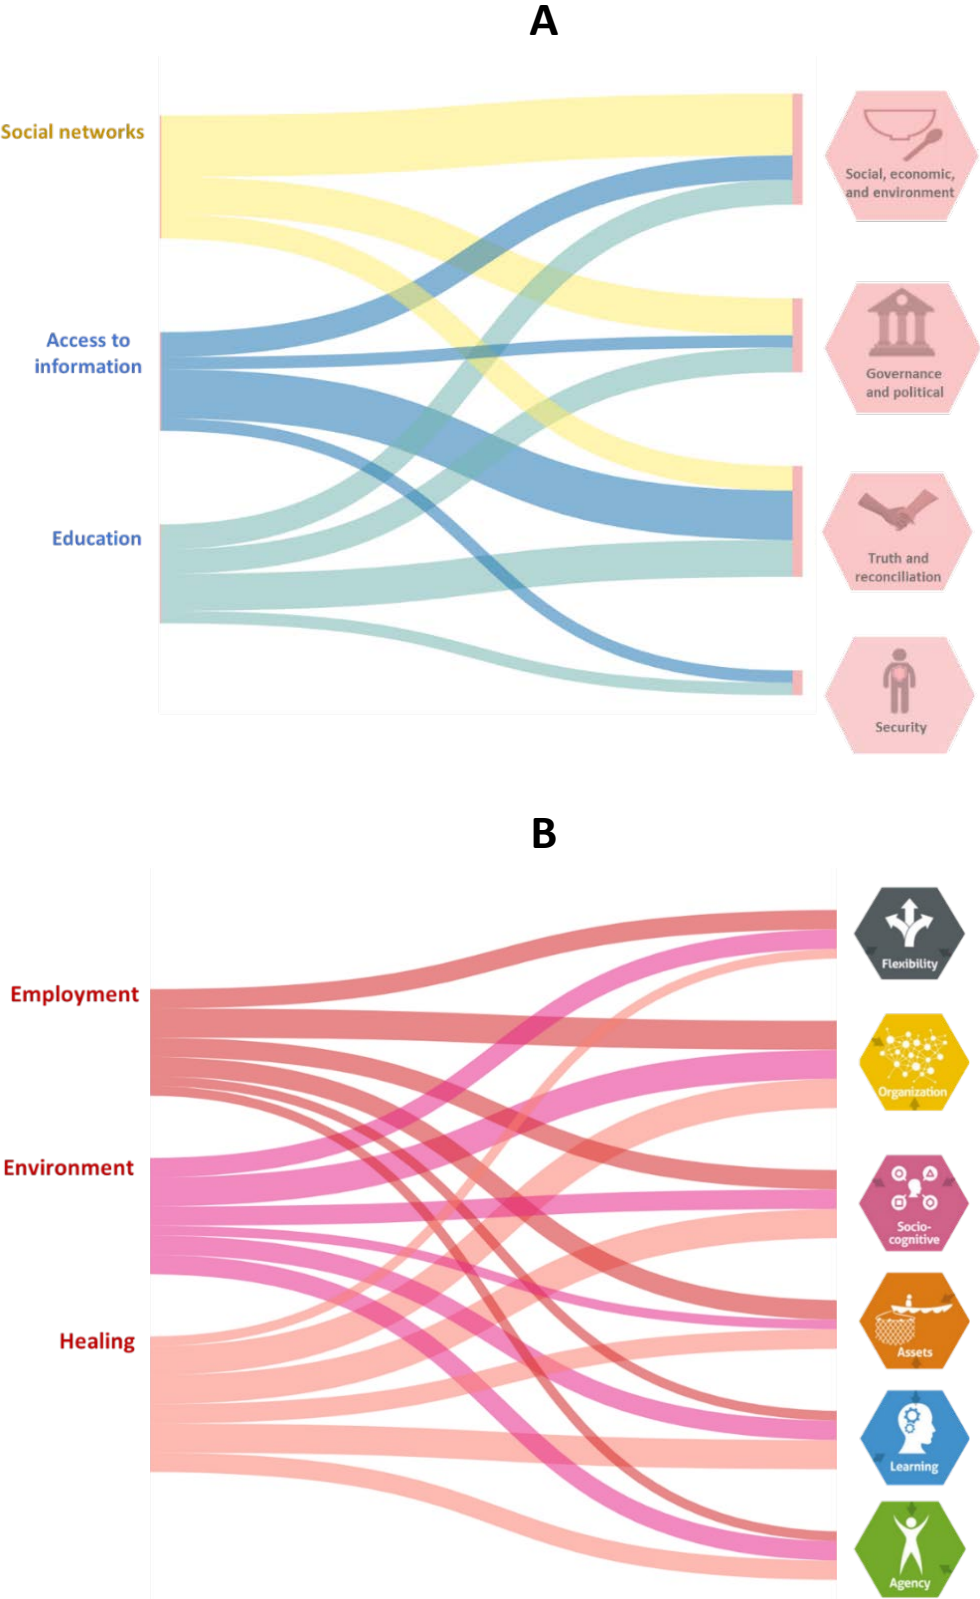 A
Social networks
Social, economic,
and environment
Access to
information
Governance
and political
Education
Truth and
reconciliation
Security
B
Employment
Flexibility
Organization
Environment
Socio-
cognitive
Healing
Assets
Learning
Agency